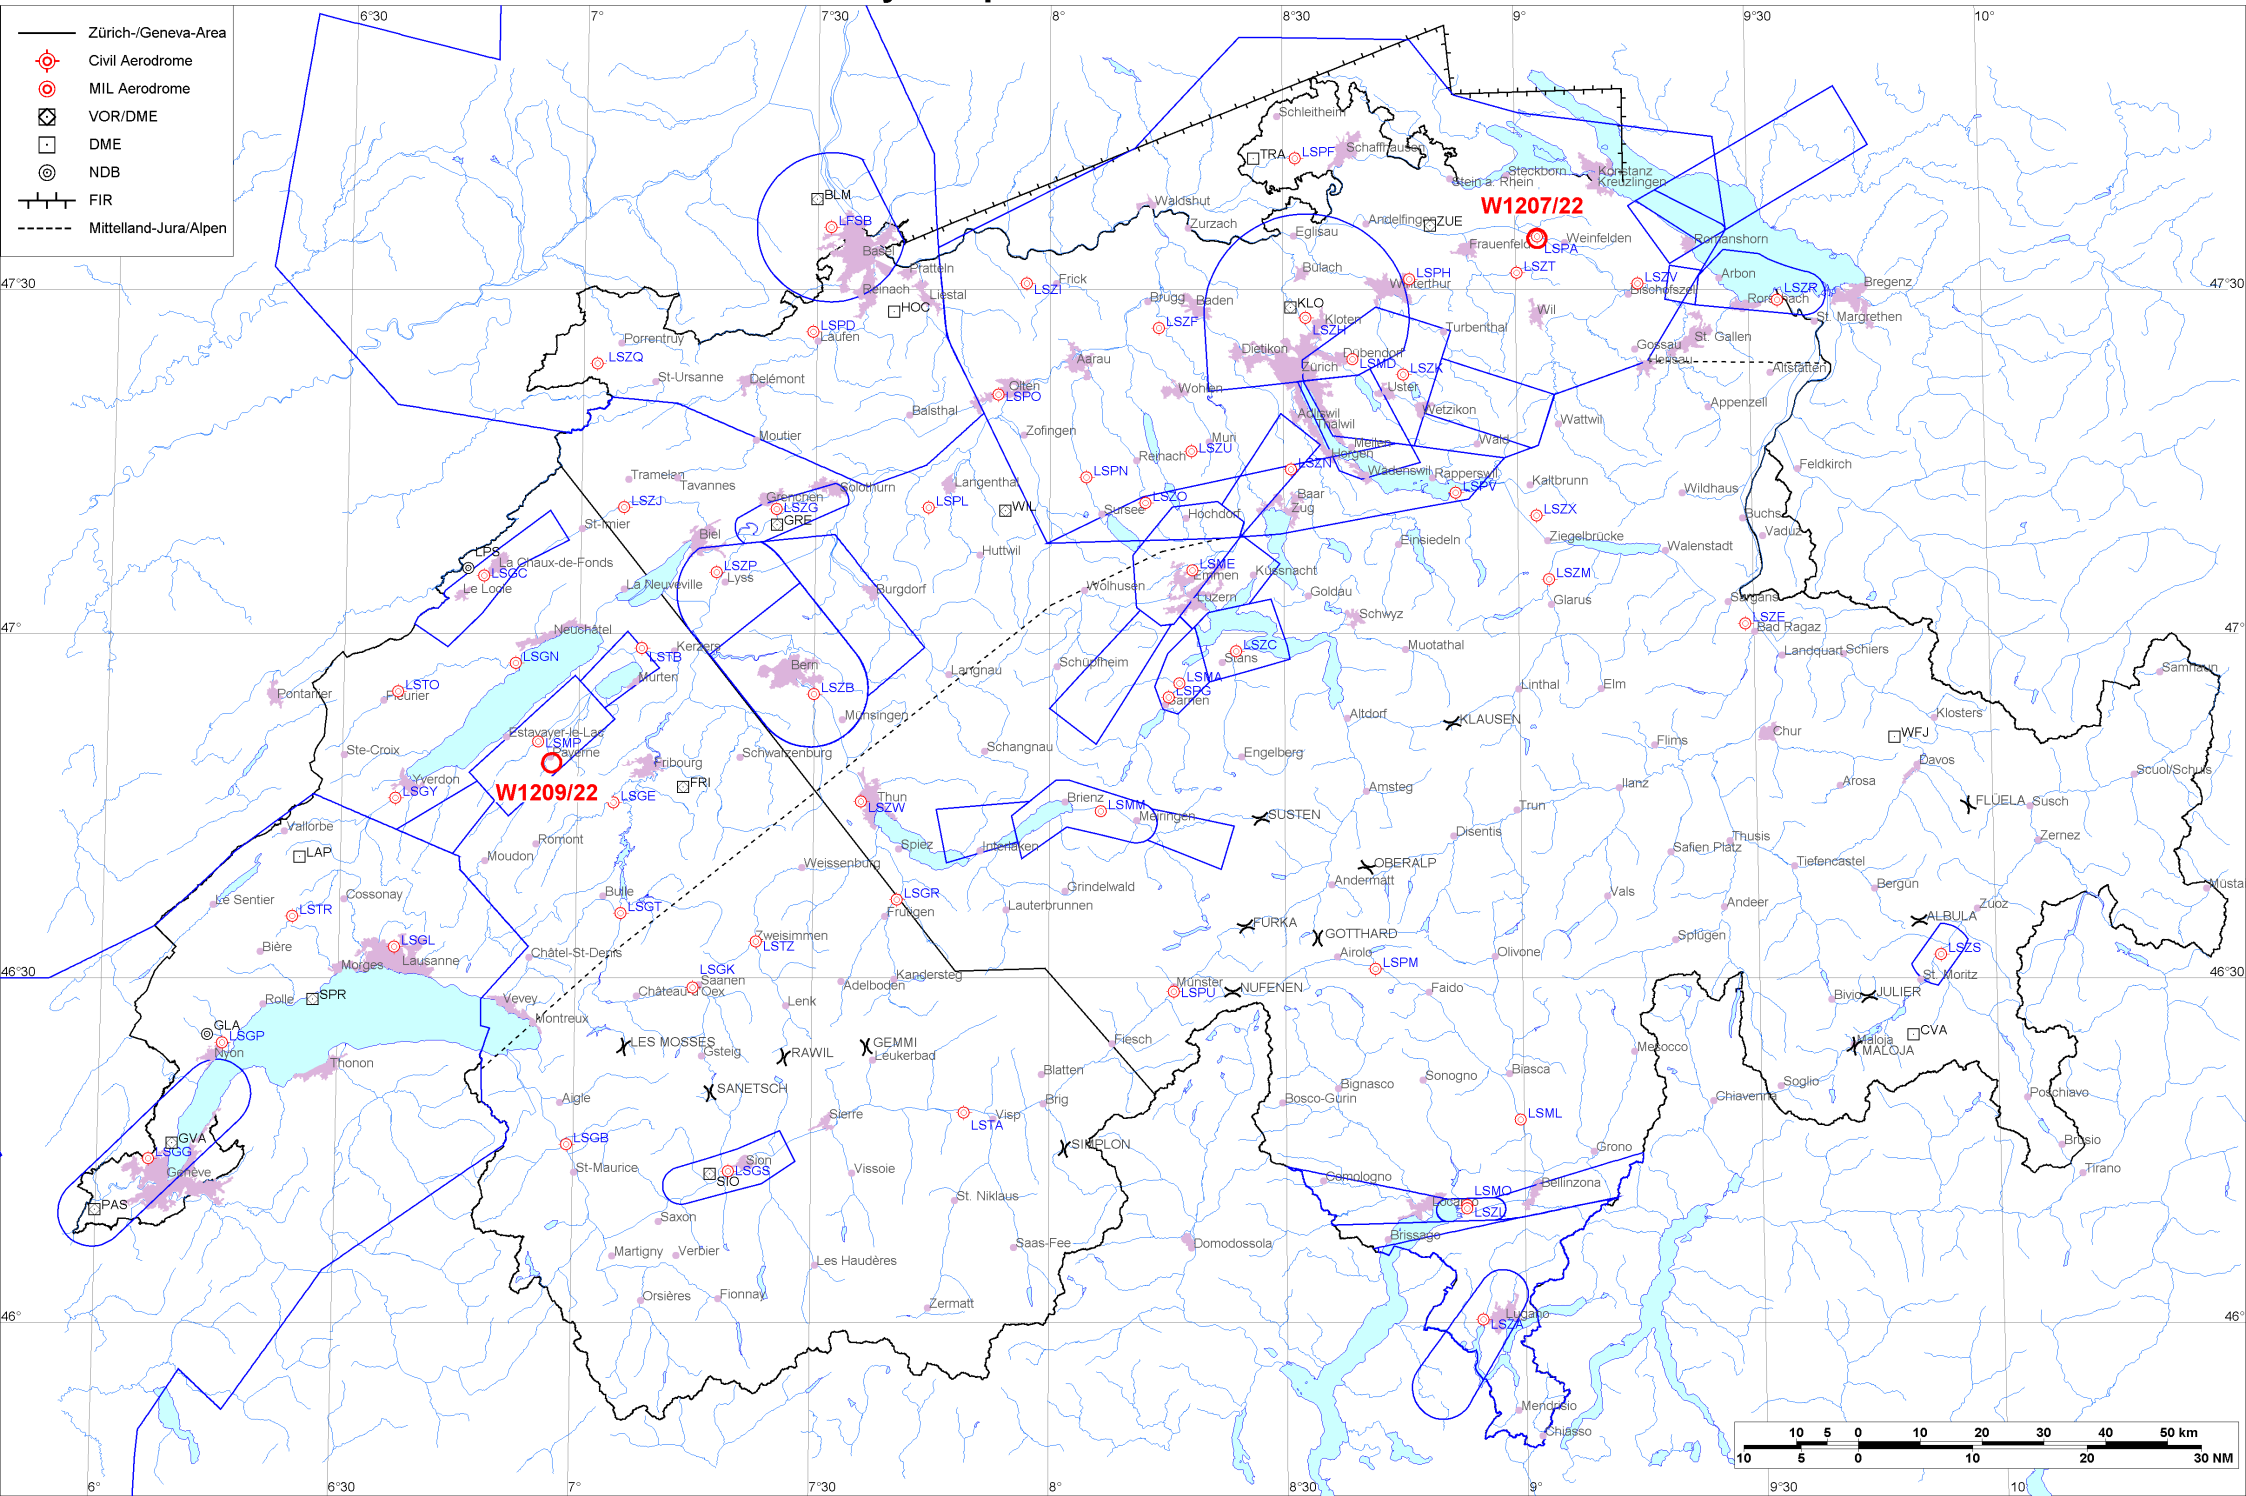 6°30
7°
7°30
8°
8°30
9°
9°30
10°
Zürich-/Geneva-Area
Civil Aerodrome
MIL Aerodrome
VOR/DME
DME
NDB
FIR
Mittelland-Jura/Alpen
Schleitheim
TRA
LSPF
Schaffhausen
Steckborn
Stein a. Rhein
Konstanz
Kreuzlingen
BLM
Waldshut
W1207/22
LFSB
Zurzach
Eglisau
Andelfingen
ZUE
Basel
Frauenfeld
LSPA
Weinfelden
Romanshorn
Pratteln
Bülach
LSPH
LSZT
Arbon
47°30
Reinach
Liestal
LSZI
Frick
Winterthur
LSZV
Bischofszell
LSZR
Rorschach
Bregenz
47°30
HOC
Brugg
Baden
KLO
Kloten
Wil
St. Margrethen
LSPD
Laufen
LSZF
LSZH
Turbenthal
Porrentruy
Dietikon
Dübendorf
St. Gallen
LSZQ
Aarau
Zürich
LSMD
Gossau
Herisau
St-Ursanne
Delémont
LSZK
Altstätten
Olten
LSPO
Wohlen
Uster
Balsthal
Adliswil
Wetzikon
Appenzell
Thalwil
Wattwil
Moutier
Zofingen
Muri
Meilen
Wald
LSZU
Horgen
Reinach
LSZN
Feldkirch
Tramelan
Tavannes
LSPN
Wädenswil
Rapperswil
Solothurn
Langenthal
Kaltbrunn
LSPV
Wildhaus
Grenchen
LSZJ
LSZG
LSPL
WIL
LSZO
Baar
Zug
GRE
Sursee
Hochdorf
LSZX
Buchs
St-Imier
Vaduz
Biel
Einsiedeln
Ziegelbrücke
Walenstadt
LPS
Huttwil
La Chaux-de-Fonds
LSGC
LSZP
Lyss
LSME
Emmen
Küssnacht
LSZM
Le Locle
La Neuveville
Burgdorf
Wolhusen
Luzern
Goldau
Glarus
Sargans
Schwyz
LSZE
Bad Ragaz
47°
Neuchâtel
47°
Kerzers
LSZC
Muotathal
LSGN
LSTB
Bern
Schüpfheim
Stans
Landquart
Schiers
Samnaun
Langnau
Murten
LSTO
LSZB
LSMA
Linthal
Elm
Pontarlier
Fleurier
LSPG
Sarnen
Münsingen
Altdorf
KLAUSEN
Klosters
Estavayer-le-Lac
LSMP
Payerne
Ste-Croix
Schwarzenburg
Schangnau
Engelberg
Flims
Chur
WFJ
Fribourg
Davos
Yverdon
LSGY
W1209/22
FRI
Amsteg
Ilanz
Arosa
Scuol/Schuls
LSGE
Thun
LSZW
Brienz
LSMM
Meiringen
SUSTEN
Trun
FLÜELA
Susch
Vallorbe
Romont
Disentis
Thusis
Zernez
LAP
Moudon
Weissenburg
Spiez
Interlaken
OBERALP
Safien Platz
Tiefencastel
Andermatt
Le Sentier
Cossonay
Bulle
LSGR
Grindelwald
Vals
Bergün
LSTR
LSGT
Frutigen
Lauterbrunnen
FURKA
Andeer
ALBULA
Zuoz
Bière
LSGL
Zweisimmen
LSTZ
GOTTHARD
Splügen
Châtel-St-Denis
Airolo
Olivone
LSZS
Morges
Lausanne
LSGK
LSPM
46°30
Saanen
Kandersteg
St. Moritz
46°30
Rolle
SPR
Vevey
Château-d'Oex
Adelboden
Münster
LSPU
NUFENEN
Faido
Bivio
JULIER
Lenk
Montreux
GLA
LSGP
CVA
Nyon
LES MOSSES
Gsteig
RAWIL
GEMMI
Leukerbad
Fiesch
Mesocco
Maloja
MALOJA
Thonon
Blatten
Sonogno
Biasca
Bignasco
Soglio
SANETSCH
Aigle
Brig
Bosco-Gurin
Chiavenna
Poschiavo
Sierre
LSTA
Visp
LSML
GVA
LSGB
SIMPLON
Grono
Brusio
LSGG
Genève
St-Maurice
LSGS
Sion
SIO
Vissoie
Comologno
Tirano
Bellinzona
St. Niklaus
LSMO
Locarno
LSZL
PAS
Saxon
Brissago
Martigny
Verbier
Les Haudères
Saas-Fee
Domodossola
Orsières
Fionnay
Zermatt
46°
Lugano
LSZA
46°
Mendrisio
Chiasso
10 5 0 10 20 30 40 50 km
10 5 0 10 20 30 NM
6°
6°30
7°
7°30
8°
8°30
9°
9°30